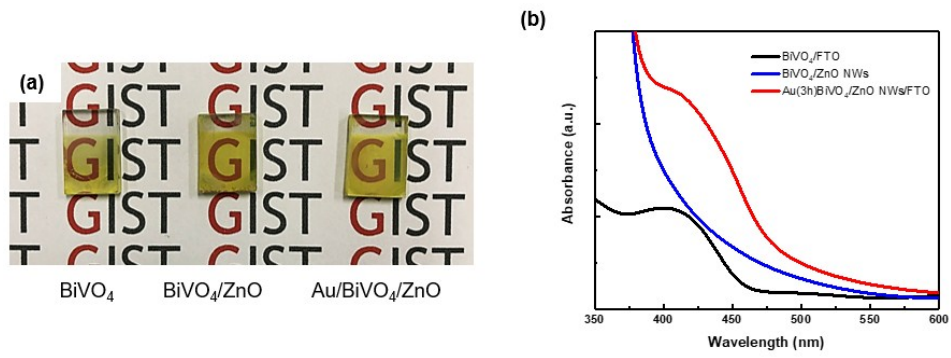 (a)
GIST GIST GIST
T GIST GIST GIST
T GIST GIST GIST
T GIST GIST GIST
BiVO₄ BiVO₄/ZnO Au/BiVO₄/ZnO
(b)
BiVO₄/FTO
BiVO₄/ZnO NWs
Au(3h)BiVO₄/ZnO NWs/FTO
Absorbance (a.u.)
350 400 450 500 550 600
Wavelength (nm)